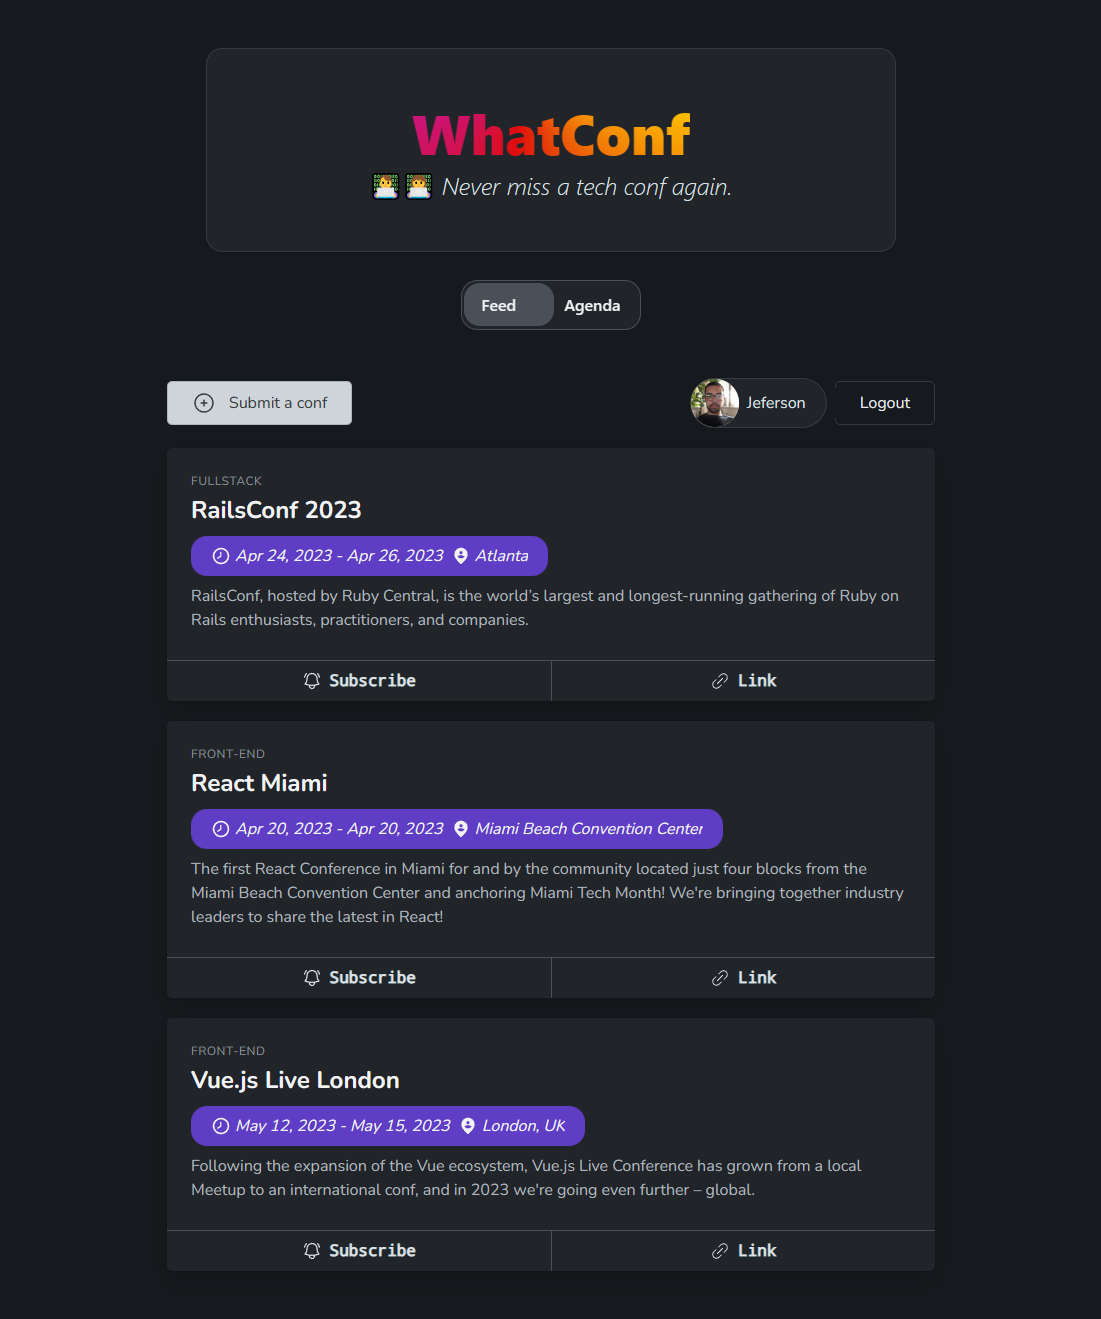 WhatConf
Never miss a tech conf again.
Feed Agenda
Submit a conf
Jeferson
Logout
FULLSTACK
RailsConf 2023
Apr 24, 2023 - Apr 26, 2023 Atlanta
RailsConf, hosted by Ruby Central, is the world’s largest and longest-running gathering of Ruby on
Rails enthusiasts, practitioners, and companies.
Subscribe Link
FRONT-END
React Miami
Apr 20, 2023 - Apr 20, 2023 Miami Beach Convention Center
The first React Conference in Miami for and by the community located just four blocks from the
Miami Beach Convention Center and anchoring Miami Tech Month! We're bringing together industry
leaders to share the latest in React!
Subscribe Link
FRONT-END
Vue.js Live London
May 12, 2023 - May 15, 2023 London, UK
Following the expansion of the Vue ecosystem, Vue.js Live Conference has grown from a local
Meetup to an international conf, and in 2023 we're going even further – global.
Subscribe Link